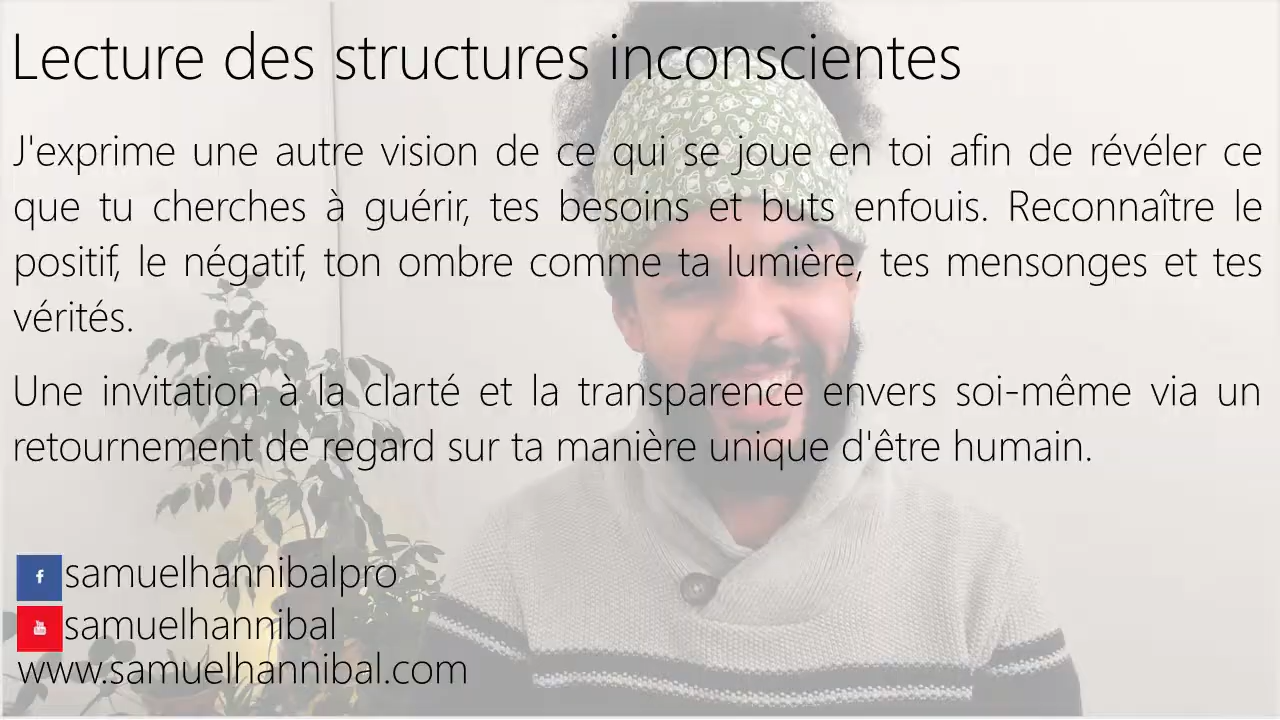 Lecture des structures inconscientes
J'exprime une autre vision de ce qui se joue en toi afin de révéler ce
que tu cherches à guérir, tes besoins et buts enfouis. Reconnaître le
positif, le négatif, ton ombre comme ta lumière, tes mensonges et tes
vérités.
Une invitation à la clarté et la transparence envers soi-même via un
retournement de regard sur ta manière unique d'être humain.
samuelhannibalpro
samuelhannibal
www.samuelhannibal.com